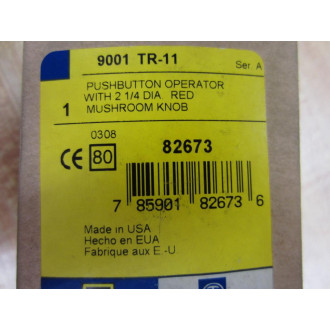 9001 TR-11 Ser. A
PUSHBUTTON OPERATOR
WITH 2 1/4 DIA. RED
1 MUSHROOM KNOB
0308
CE 80 82673
7 85901 82673 6
Made in USA
Hecho en EUA
Fabrique aux E.-U